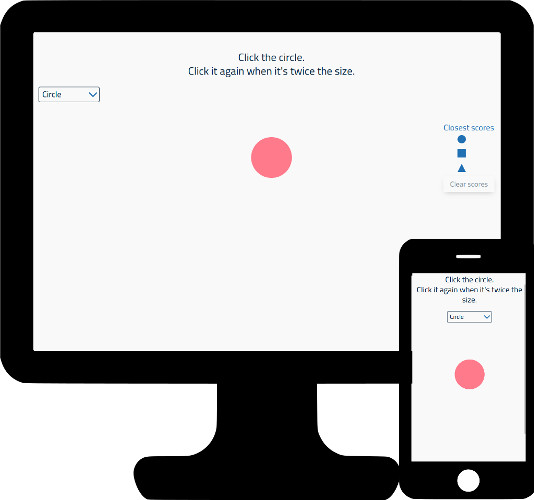 Click the circle.
Click it again when it's twice the size.
Circle
Closest scores
Clear scores
Click the circle.
Click it again when it's twice the
size.
Circle